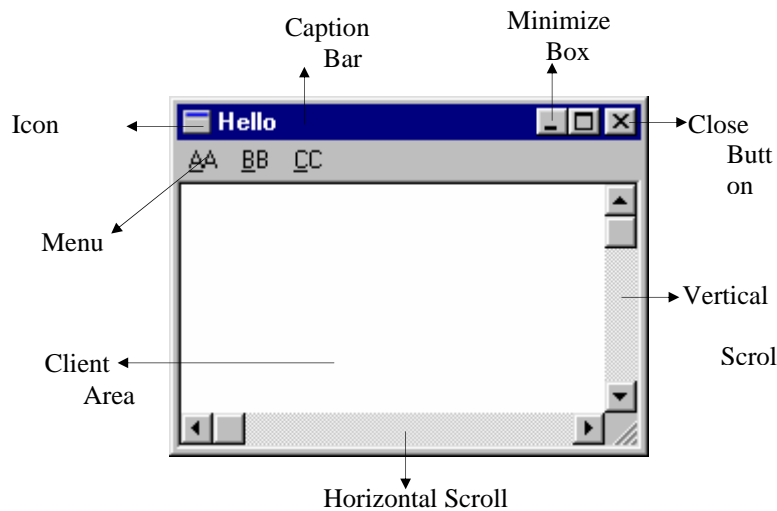 Caption
Bar
Minimize
Box
Icon
Hello
Close
Butt
on
AA BB CC
Menu
Vertical
Scrol
Client
Area
Horizontal Scroll